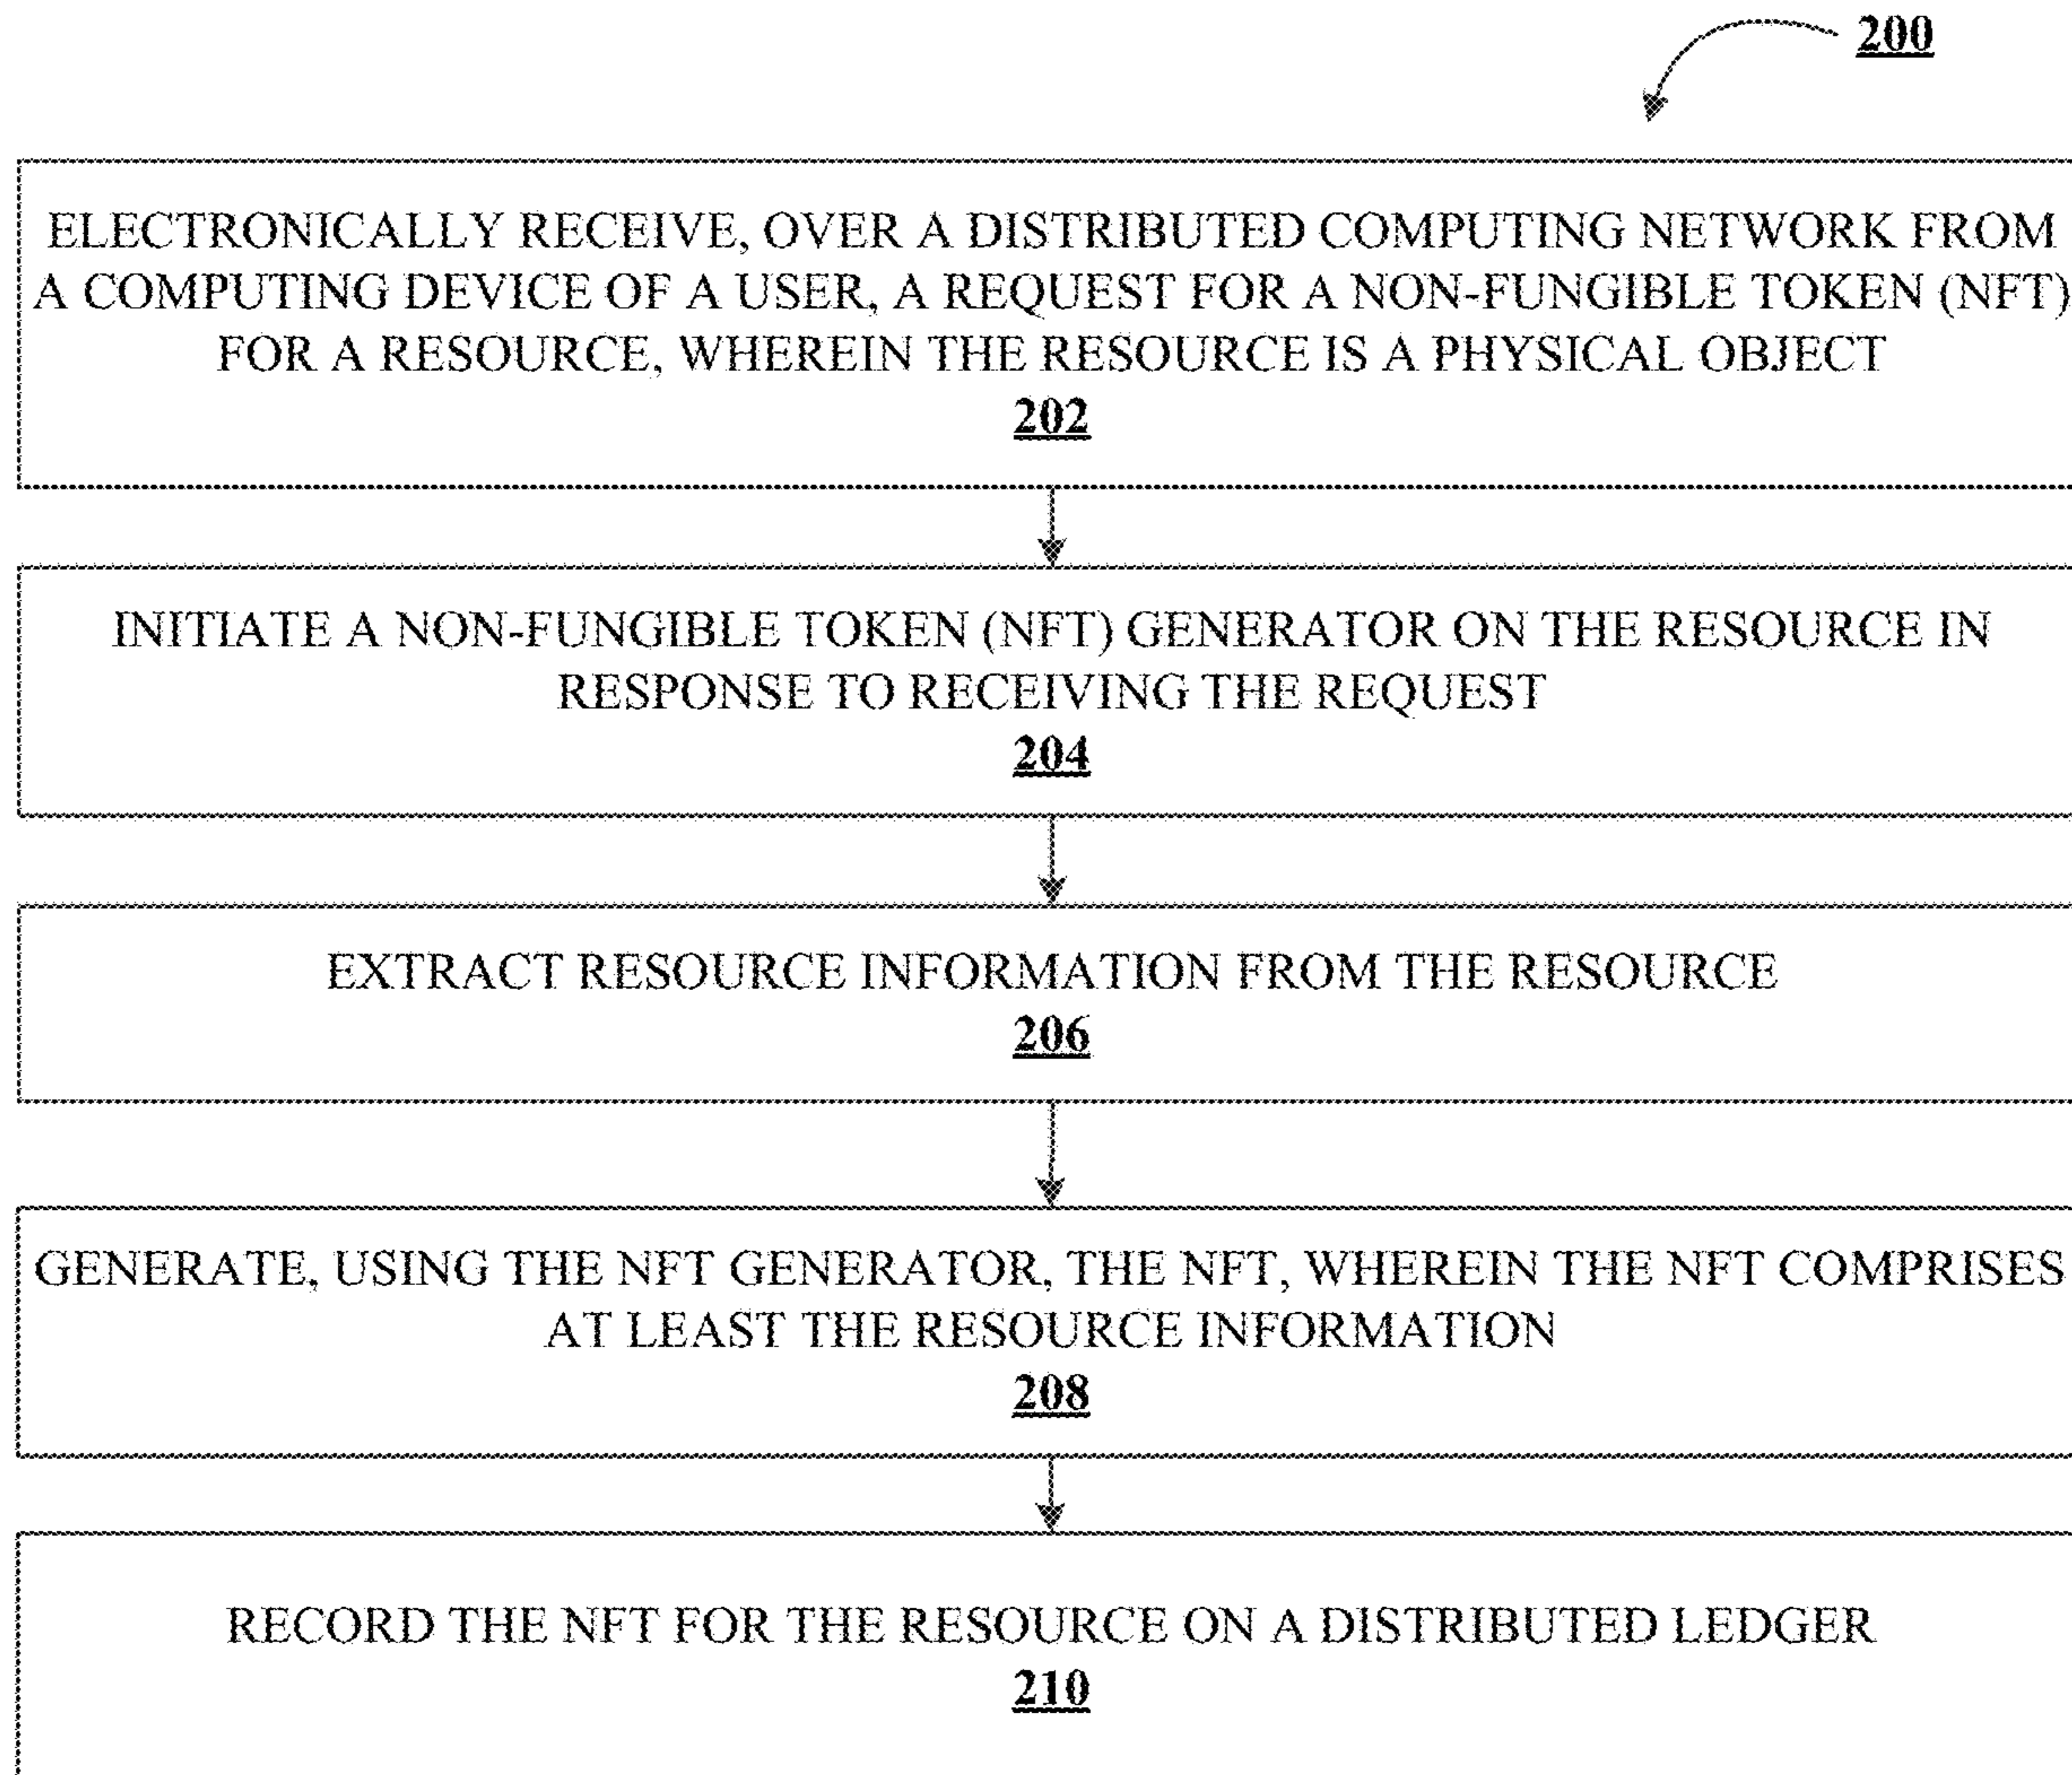 200
ELECTRONICALLY RECEIVE, OVER A DISTRIBUTED COMPUTING NETWORK FROM
A COMPUTING DEVICE OF A USER, A REQUEST FOR A NON-FUNGIBLE TOKEN (NFT)
FOR A RESOURCE, WHEREIN THE RESOURCE IS A PHYSICAL OBJECT
202
INITIATE A NON-FUNGIBLE TOKEN (NFT) GENERATOR ON THE RESOURCE IN
RESPONSE TO RECEIVING THE REQUEST
204
EXTRACT RESOURCE INFORMATION FROM THE RESOURCE
206
GENERATE, USING THE NFT GENERATOR, THE NFT, WHEREIN THE NFT COMPRISES
AT LEAST THE RESOURCE INFORMATION
208
RECORD THE NFT FOR THE RESOURCE ON A DISTRIBUTED LEDGER
210